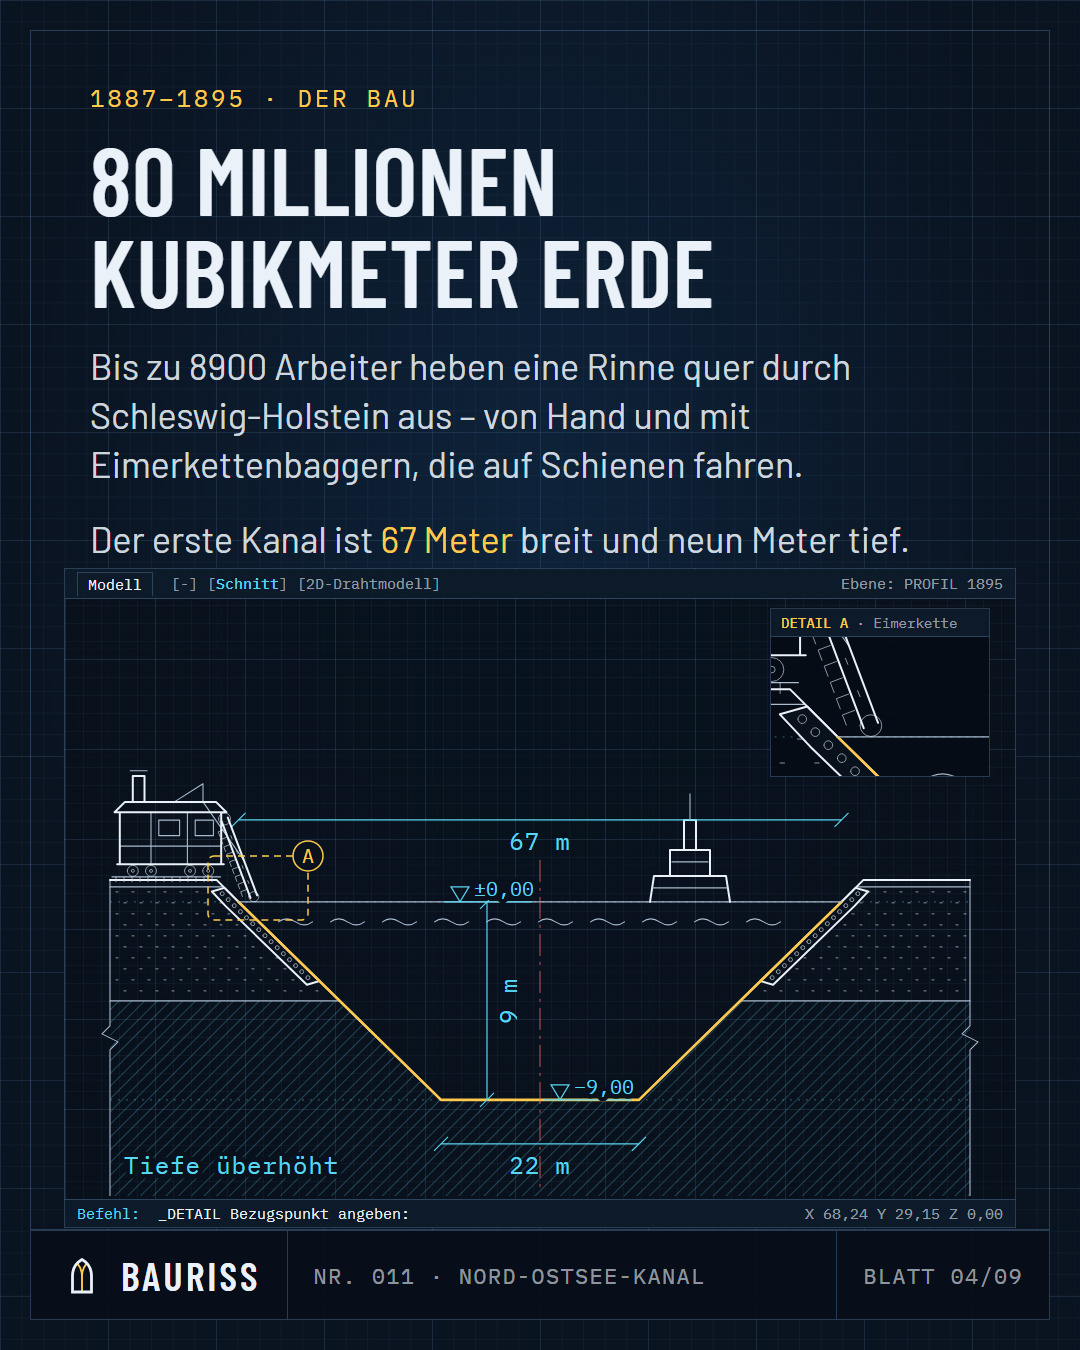 1887–1895 · DER BAU
80 MILLIONEN
KUBIKMETER ERDE
Bis zu 8900 Arbeiter heben eine Rinne quer durch
Schleswig-Holstein aus – von Hand und mit
Eimerkettenbaggern, die auf Schienen fahren.
Der erste Kanal ist 67 Meter breit und neun Meter tief.
Modell [-] [Schnitt] [2D-Drahtmodell] Ebene: PROFIL 1895
DETAIL A · Eimerkette
67 m
A
±0,00
9 m
−9,00
22 m
Tiefe überhöht
Befehl: _DETAIL Bezugspunkt angeben: X 68,24 Y 29,15 Z 0,00
BAURISS NR. 011 · NORD-OSTSEE-KANAL BLATT 04/09